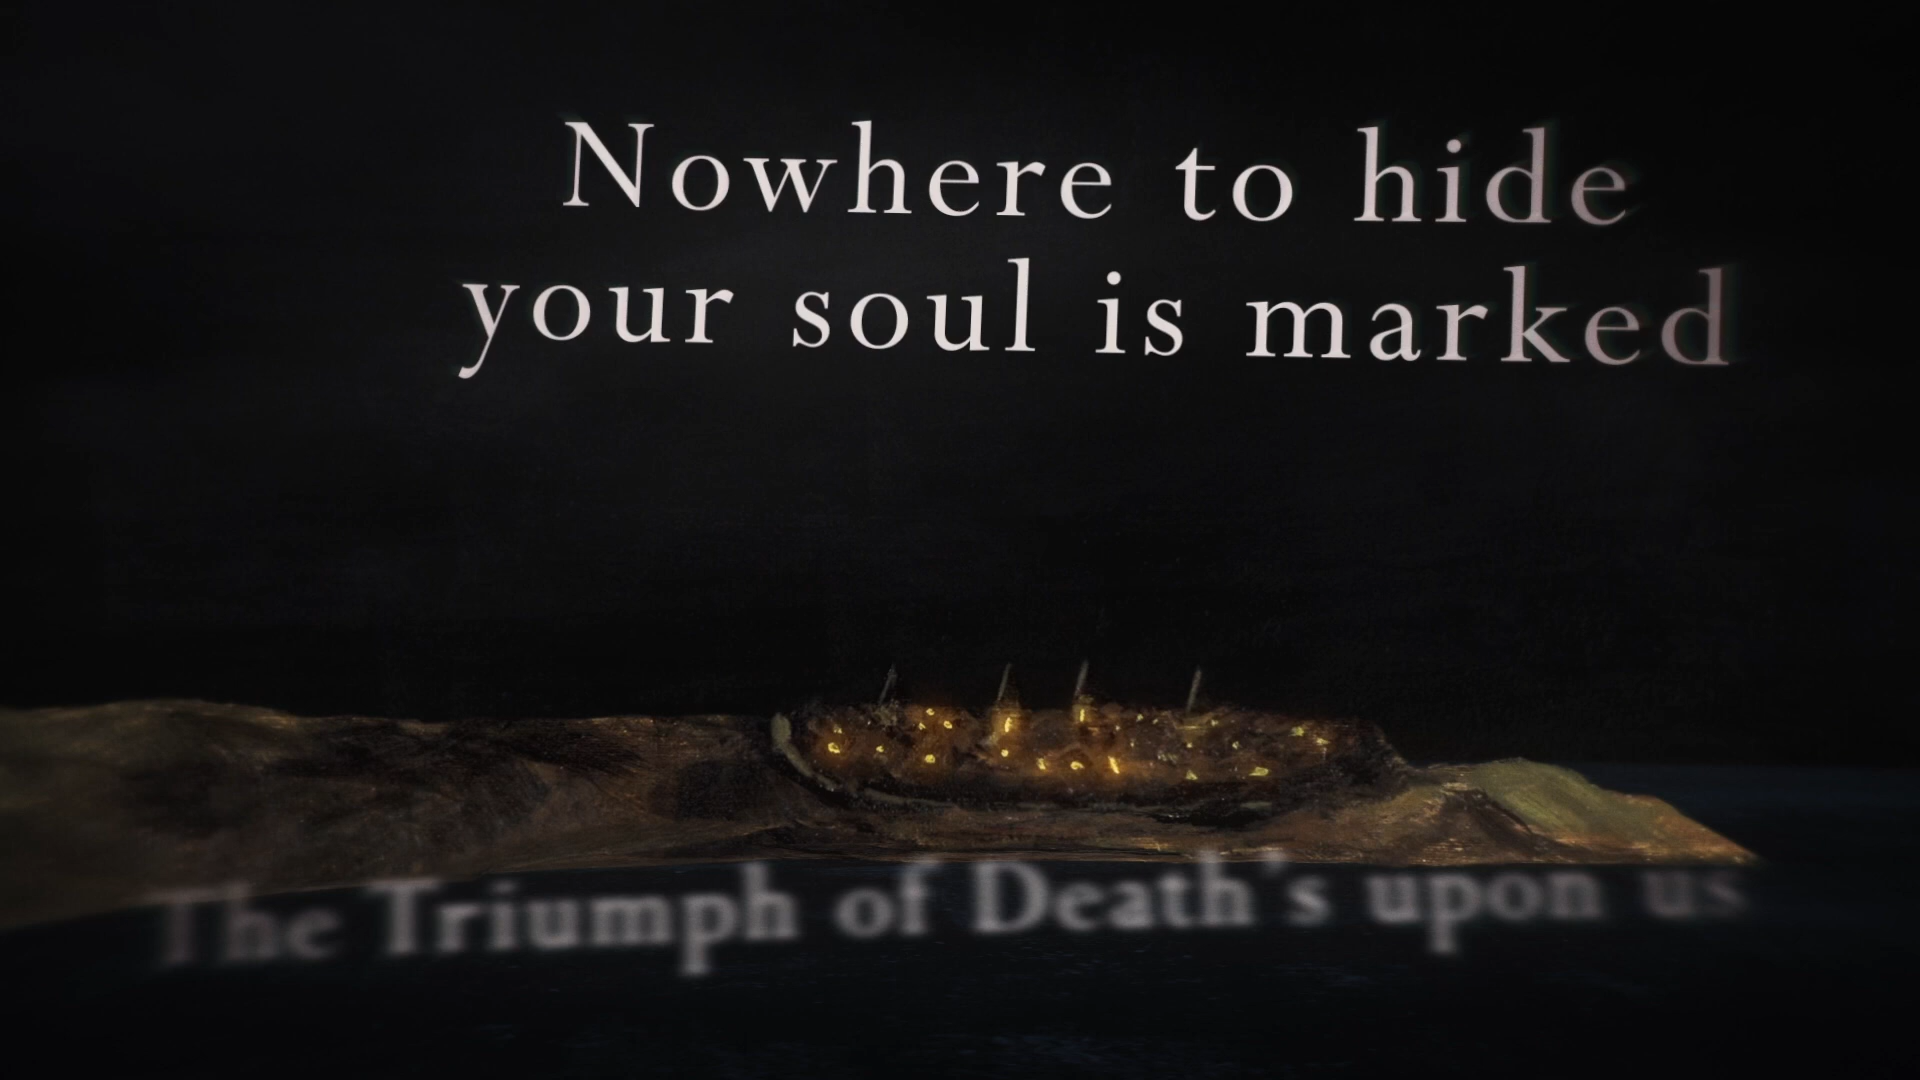 Nowhere to hide
your soul is marked
The Triumph of Death's upon us